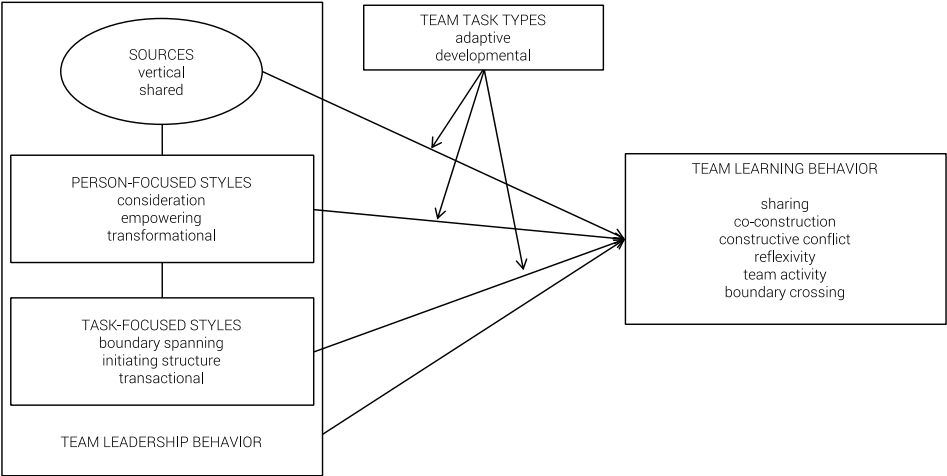 SOURCES
vertical
shared
PERSON-FOCUSED STYLES
consideration
empowering
transformational
TASK-FOCUSED STYLES
boundary spanning
initiating structure
transactional
TEAM LEADERSHIP BEHAVIOR
TEAM TASK TYPES
adaptive
developmental
TEAM LEARNING BEHAVIOR
sharing
co-construction
constructive conflict
reflexivity
team activity
boundary crossing